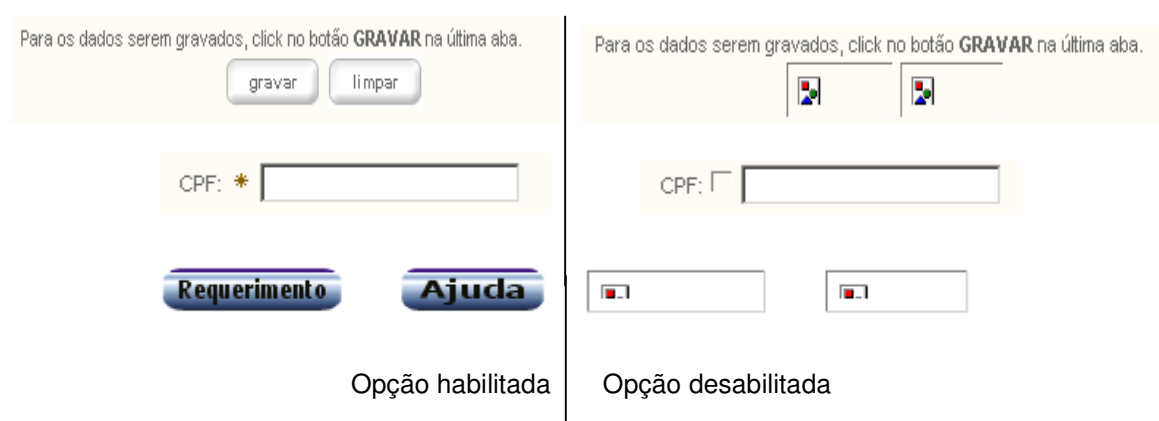 Para os dados serem gravados, click no botão GRAVAR na última aba.
gravar limpar
CPF: *
Requerimento Ajuda
Opção habilitada
Para os dados serem gravados, click no botão GRAVAR na última aba.
CPF:
Opção desabilitada